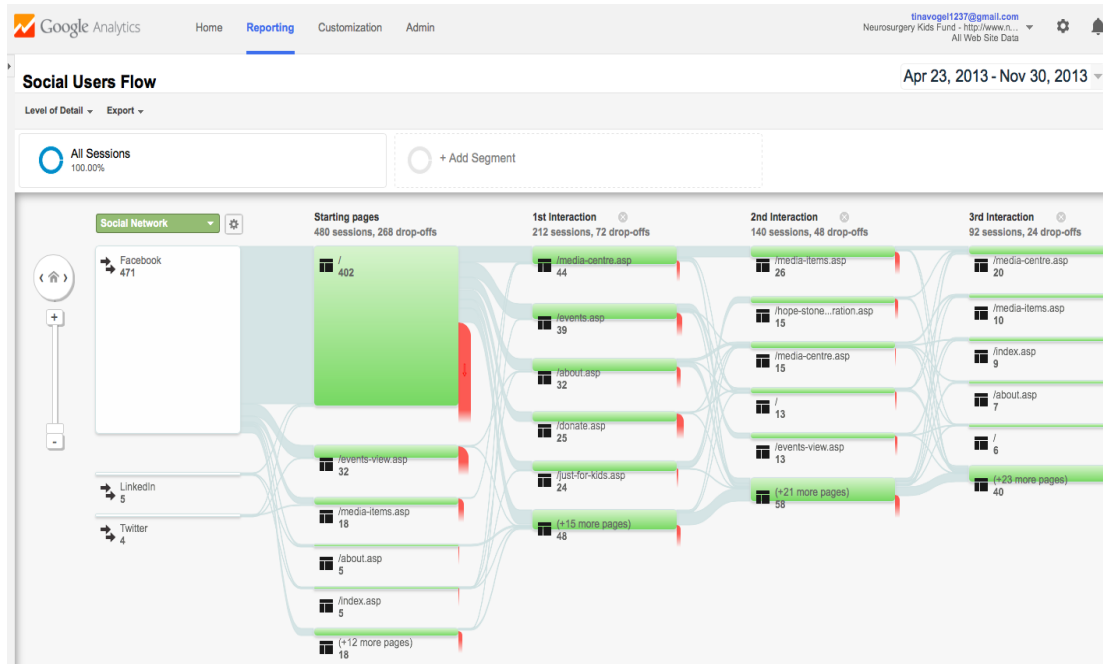 Google Analytics
Home
Reporting
Customization
Admin
tinavogel1237@gmail.com
Neurosurgery Kids Fund - http://www.n...
All Web Site Data
Social Users Flow
Apr 23, 2013 - Nov 30, 2013
Level of Detail
Export
All Sessions
100.00%
+ Add Segment
Social Network
Facebook
471
LinkedIn
5
Twitter
4
Starting pages
480 sessions, 268 drop-offs
/
402
/events-view.asp
32
/media-items.asp
18
/about.asp
5
/index.asp
5
(+12 more pages)
18
1st Interaction
212 sessions, 72 drop-offs
/media-centre.asp
44
/events.asp
39
/about.asp
32
/donate.asp
25
/just-for-kids.asp
24
(+15 more pages)
48
2nd Interaction
140 sessions, 48 drop-offs
/media-items.asp
26
/hope-stone...ration.asp
15
/media-centre.asp
15
/
13
/events-view.asp
13
(+21 more pages)
58
3rd Interaction
92 sessions, 24 drop-offs
/media-centre.asp
20
/media-items.asp
10
/index.asp
9
/about.asp
7
/
6
(+23 more pages)
40
+
-